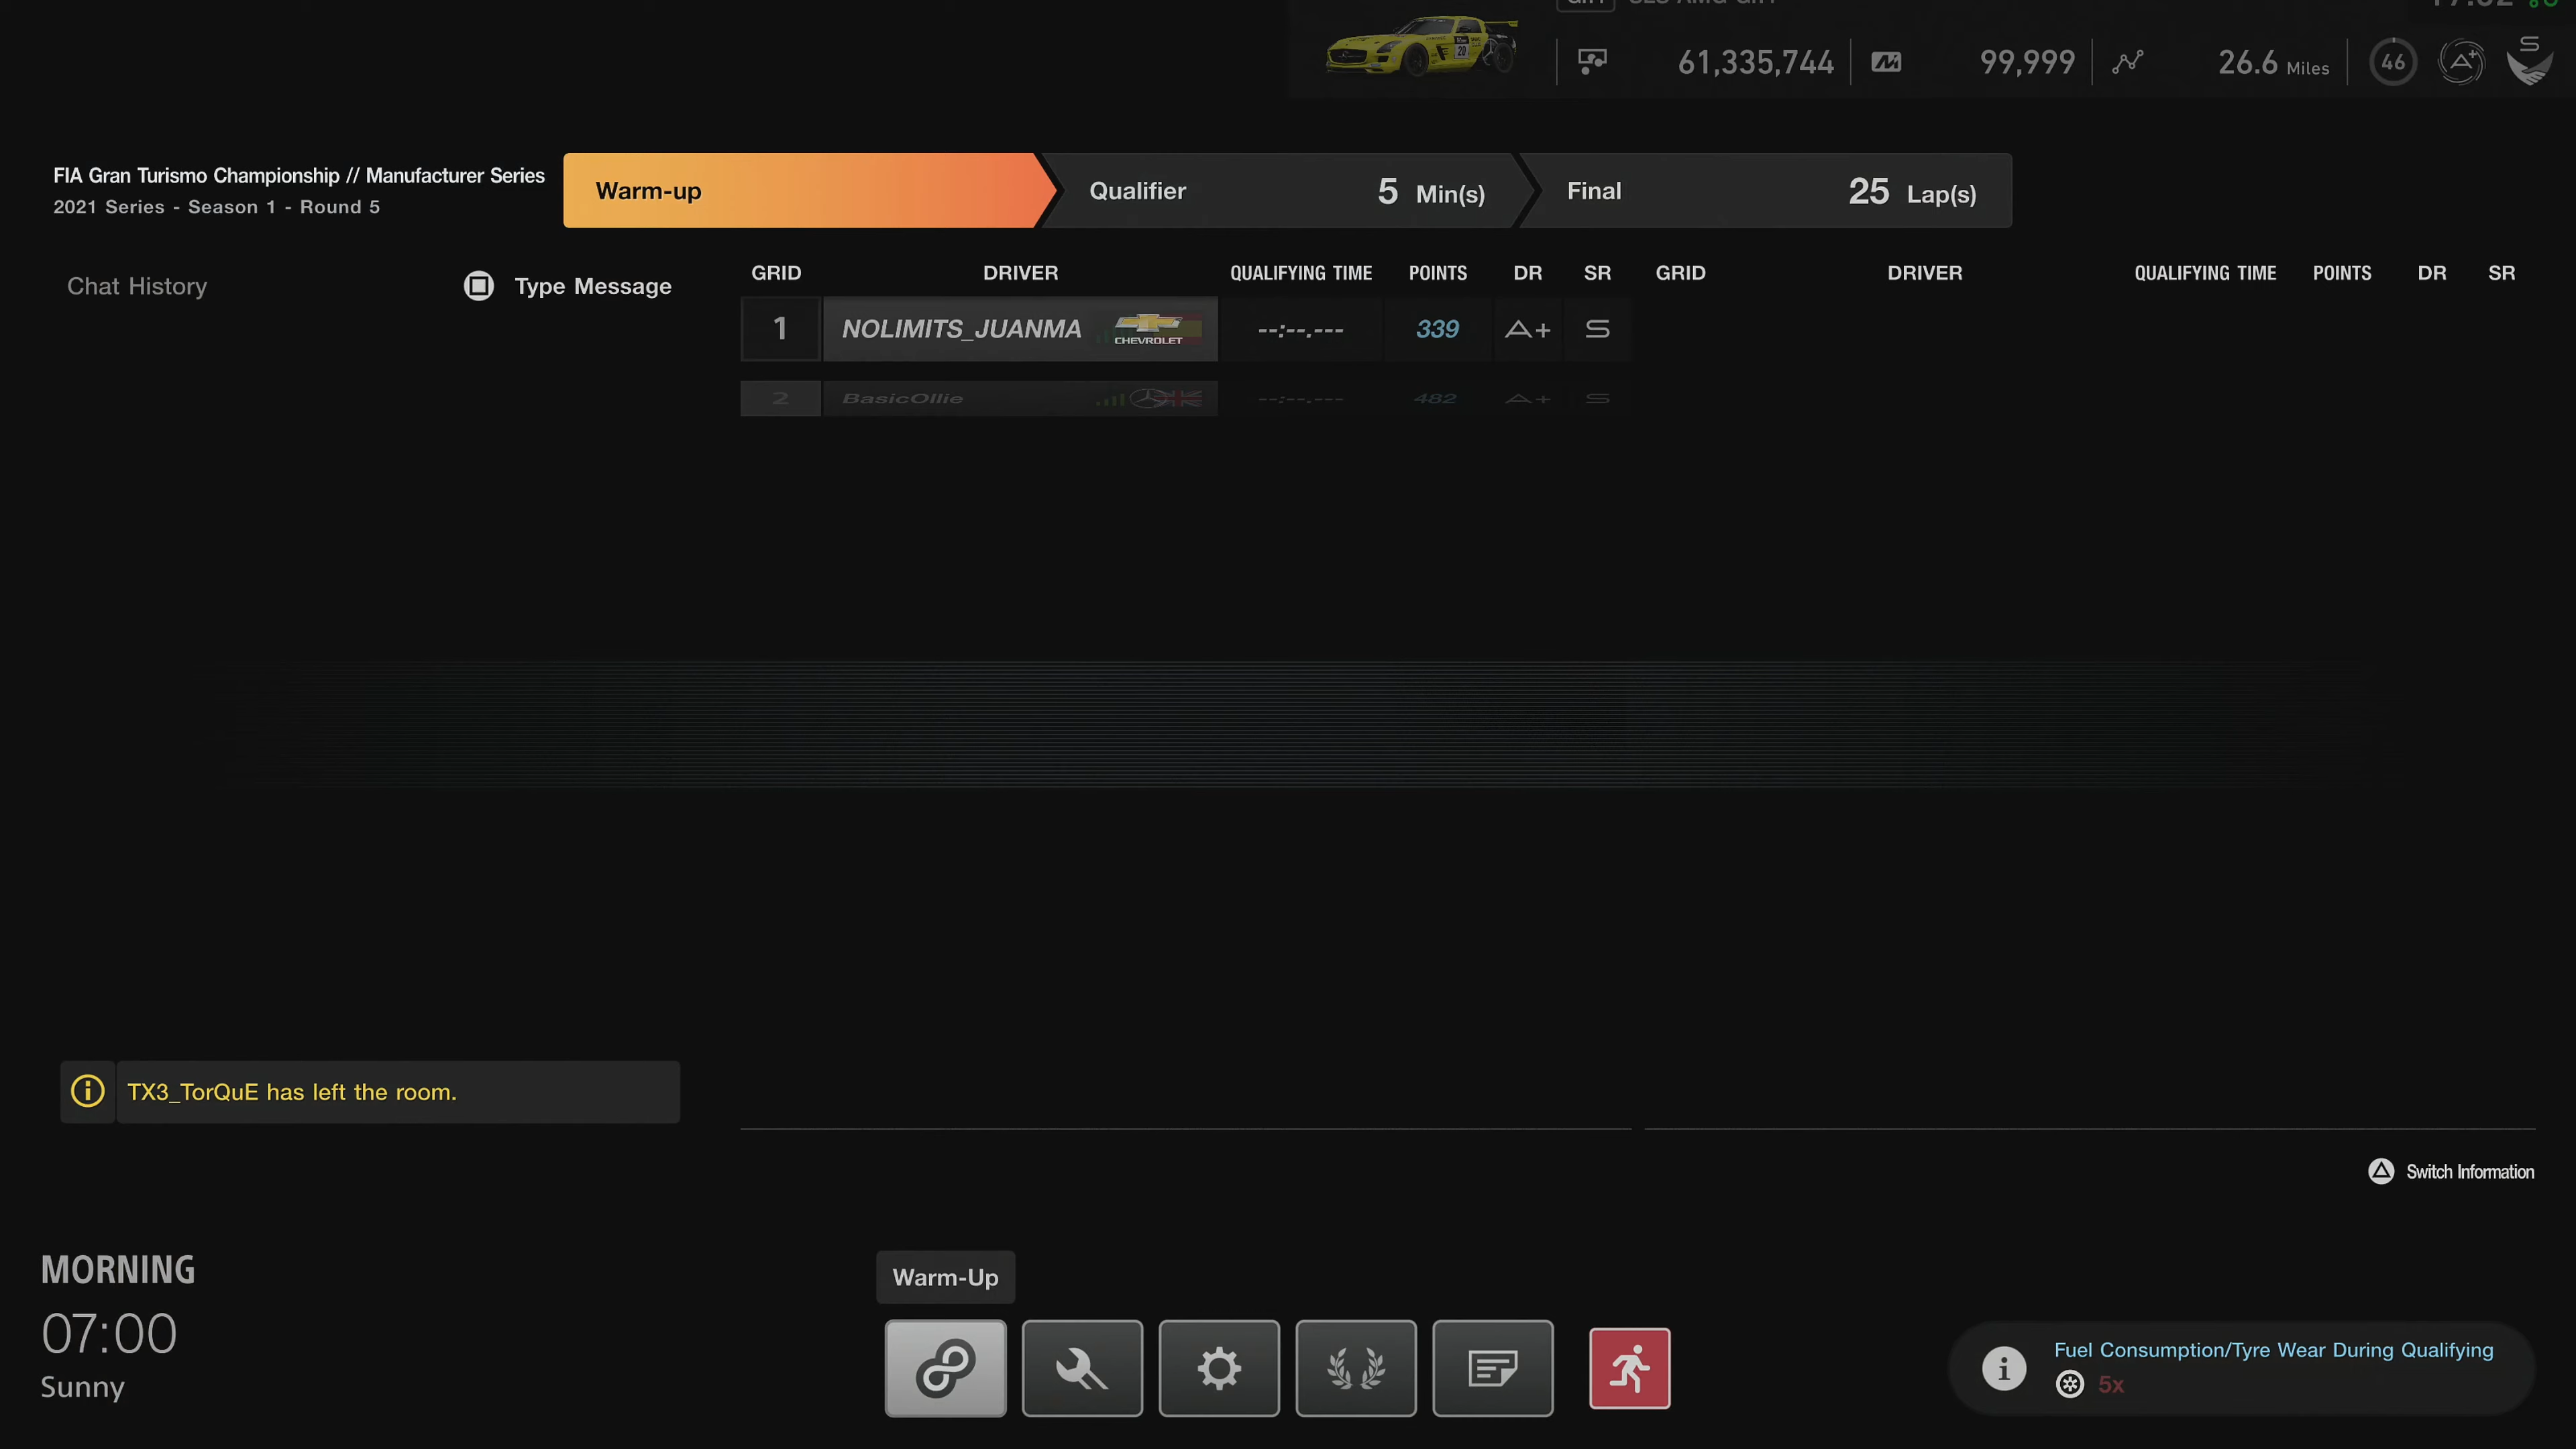 61,335,744
99,999
26.6 Miles
46
A+
S
FIA Gran Turismo Championship // Manufacturer Series
2021 Series - Season 1 - Round 5
Warm-up
Qualifier 5 Min(s)
Final 25 Lap(s)
Chat History
Type Message
GRID DRIVER QUALIFYING TIME POINTS DR SR GRID DRIVER QUALIFYING TIME POINTS DR SR
1 NOLIMITS_JUANMA CHEVROLET --:--.--- 339 A+ S
2 BasicOllie --:--.--- 482 A+ S
TX3_TorQuE has left the room.
Switch Information
MORNING
07:00
Sunny
Warm-Up
Fuel Consumption/Tyre Wear During Qualifying
5x